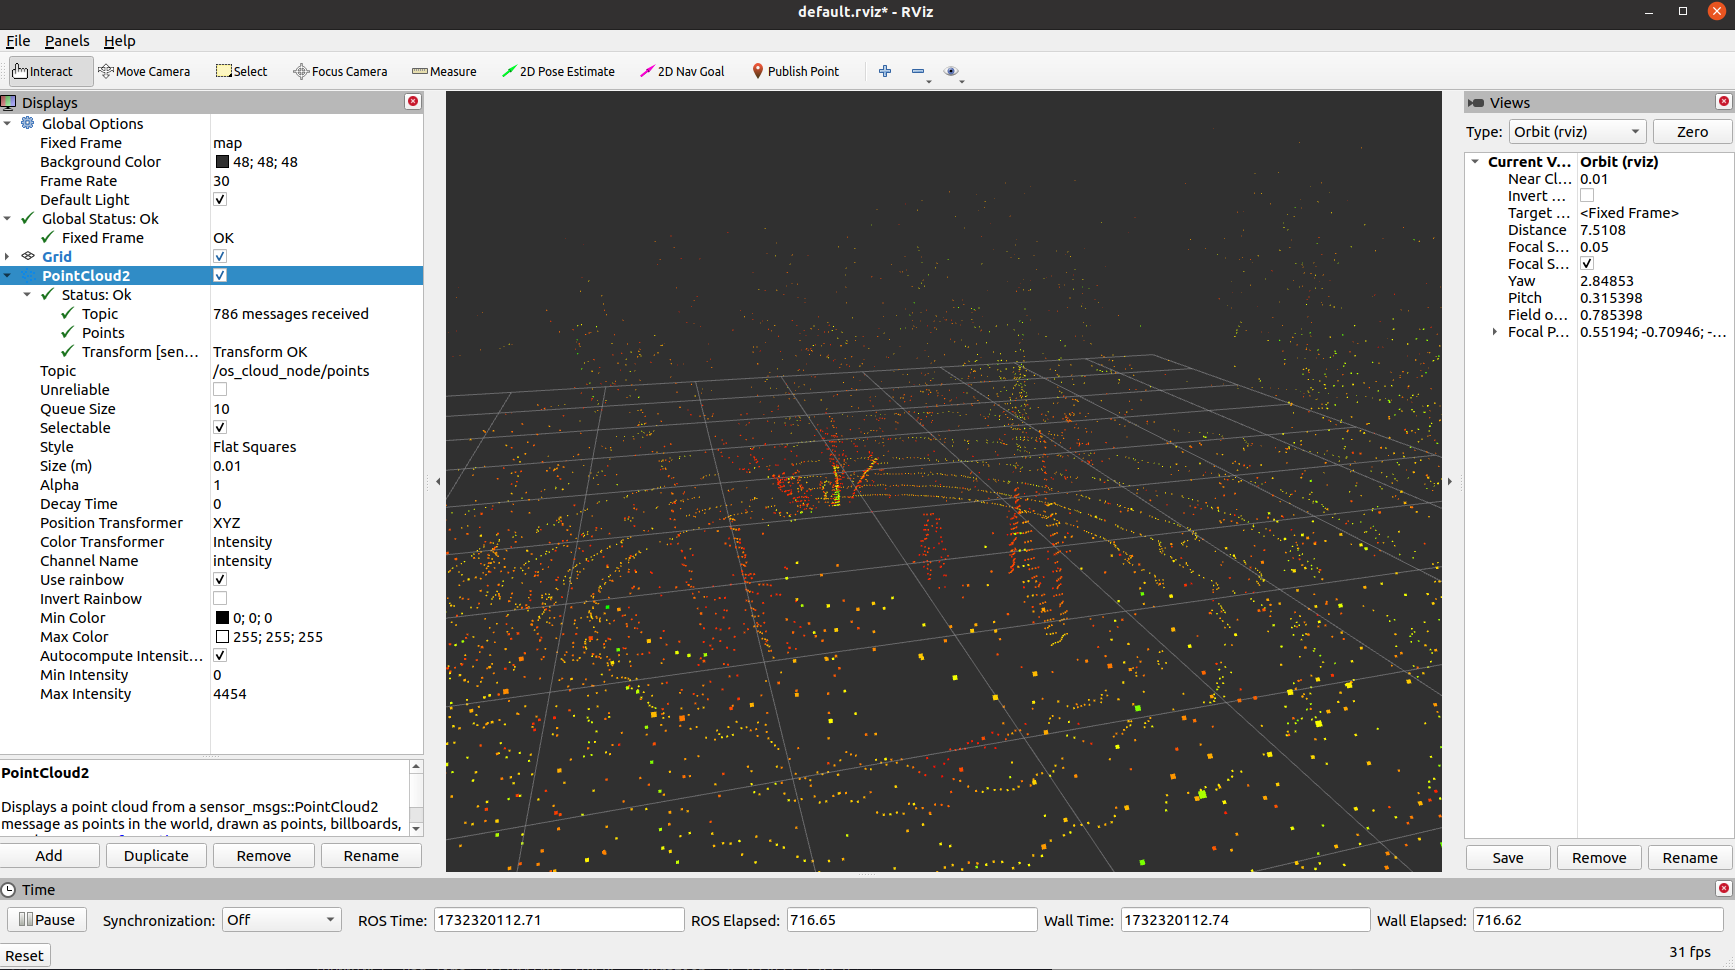 default.rviz* - RViz
File Panels Help
Interact Move Camera Select Focus Camera Measure 2D Pose Estimate 2D Nav Goal Publish Point
Displays
Global Options
Fixed Frame map
Background Color 48; 48; 48
Frame Rate 30
Default Light
Global Status: Ok
Fixed Frame OK
Grid
PointCloud2
Status: Ok
Topic 786 messages received
Points
Transform [sen... Transform OK
Topic /os_cloud_node/points
Unreliable
Queue Size 10
Selectable
Style Flat Squares
Size (m) 0.01
Alpha 1
Decay Time 0
Position Transformer XYZ
Color Transformer Intensity
Channel Name intensity
Use rainbow
Invert Rainbow
Min Color 0; 0; 0
Max Color 255; 255; 255
Autocompute Intensit...
Min Intensity 0
Max Intensity 4454
PointCloud2
Displays a point cloud from a sensor_msgs::PointCloud2
message as points in the world, drawn as points, billboards,
Add Duplicate Remove Rename
Views
Type: Orbit (rviz) Zero
Current V... Orbit (rviz)
Near Cl... 0.01
Invert ...
Target ... <Fixed Frame>
Distance 7.5108
Focal S... 0.05
Focal S...
Yaw 2.84853
Pitch 0.315398
Field o... 0.785398
Focal P... 0.55194; -0.70946; -...
Save Remove Rename
Time
Pause Synchronization: Off ROS Time: 1732320112.71 ROS Elapsed: 716.65 Wall Time: 1732320112.74 Wall Elapsed: 716.62
Reset 31 fps